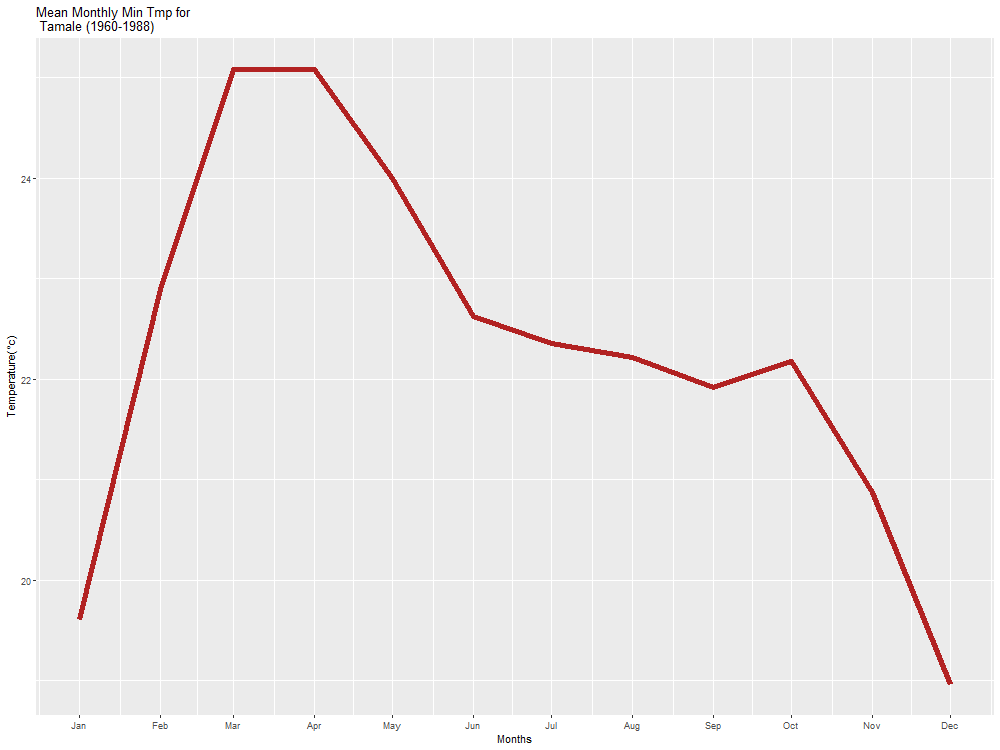 Mean Monthly Min Tmp for
Tamale (1960-1988)
Temperature(°c)
24
22
20
Jan Feb Mar Apr May Jun Jul Aug Sep Oct Nov Dec
Months